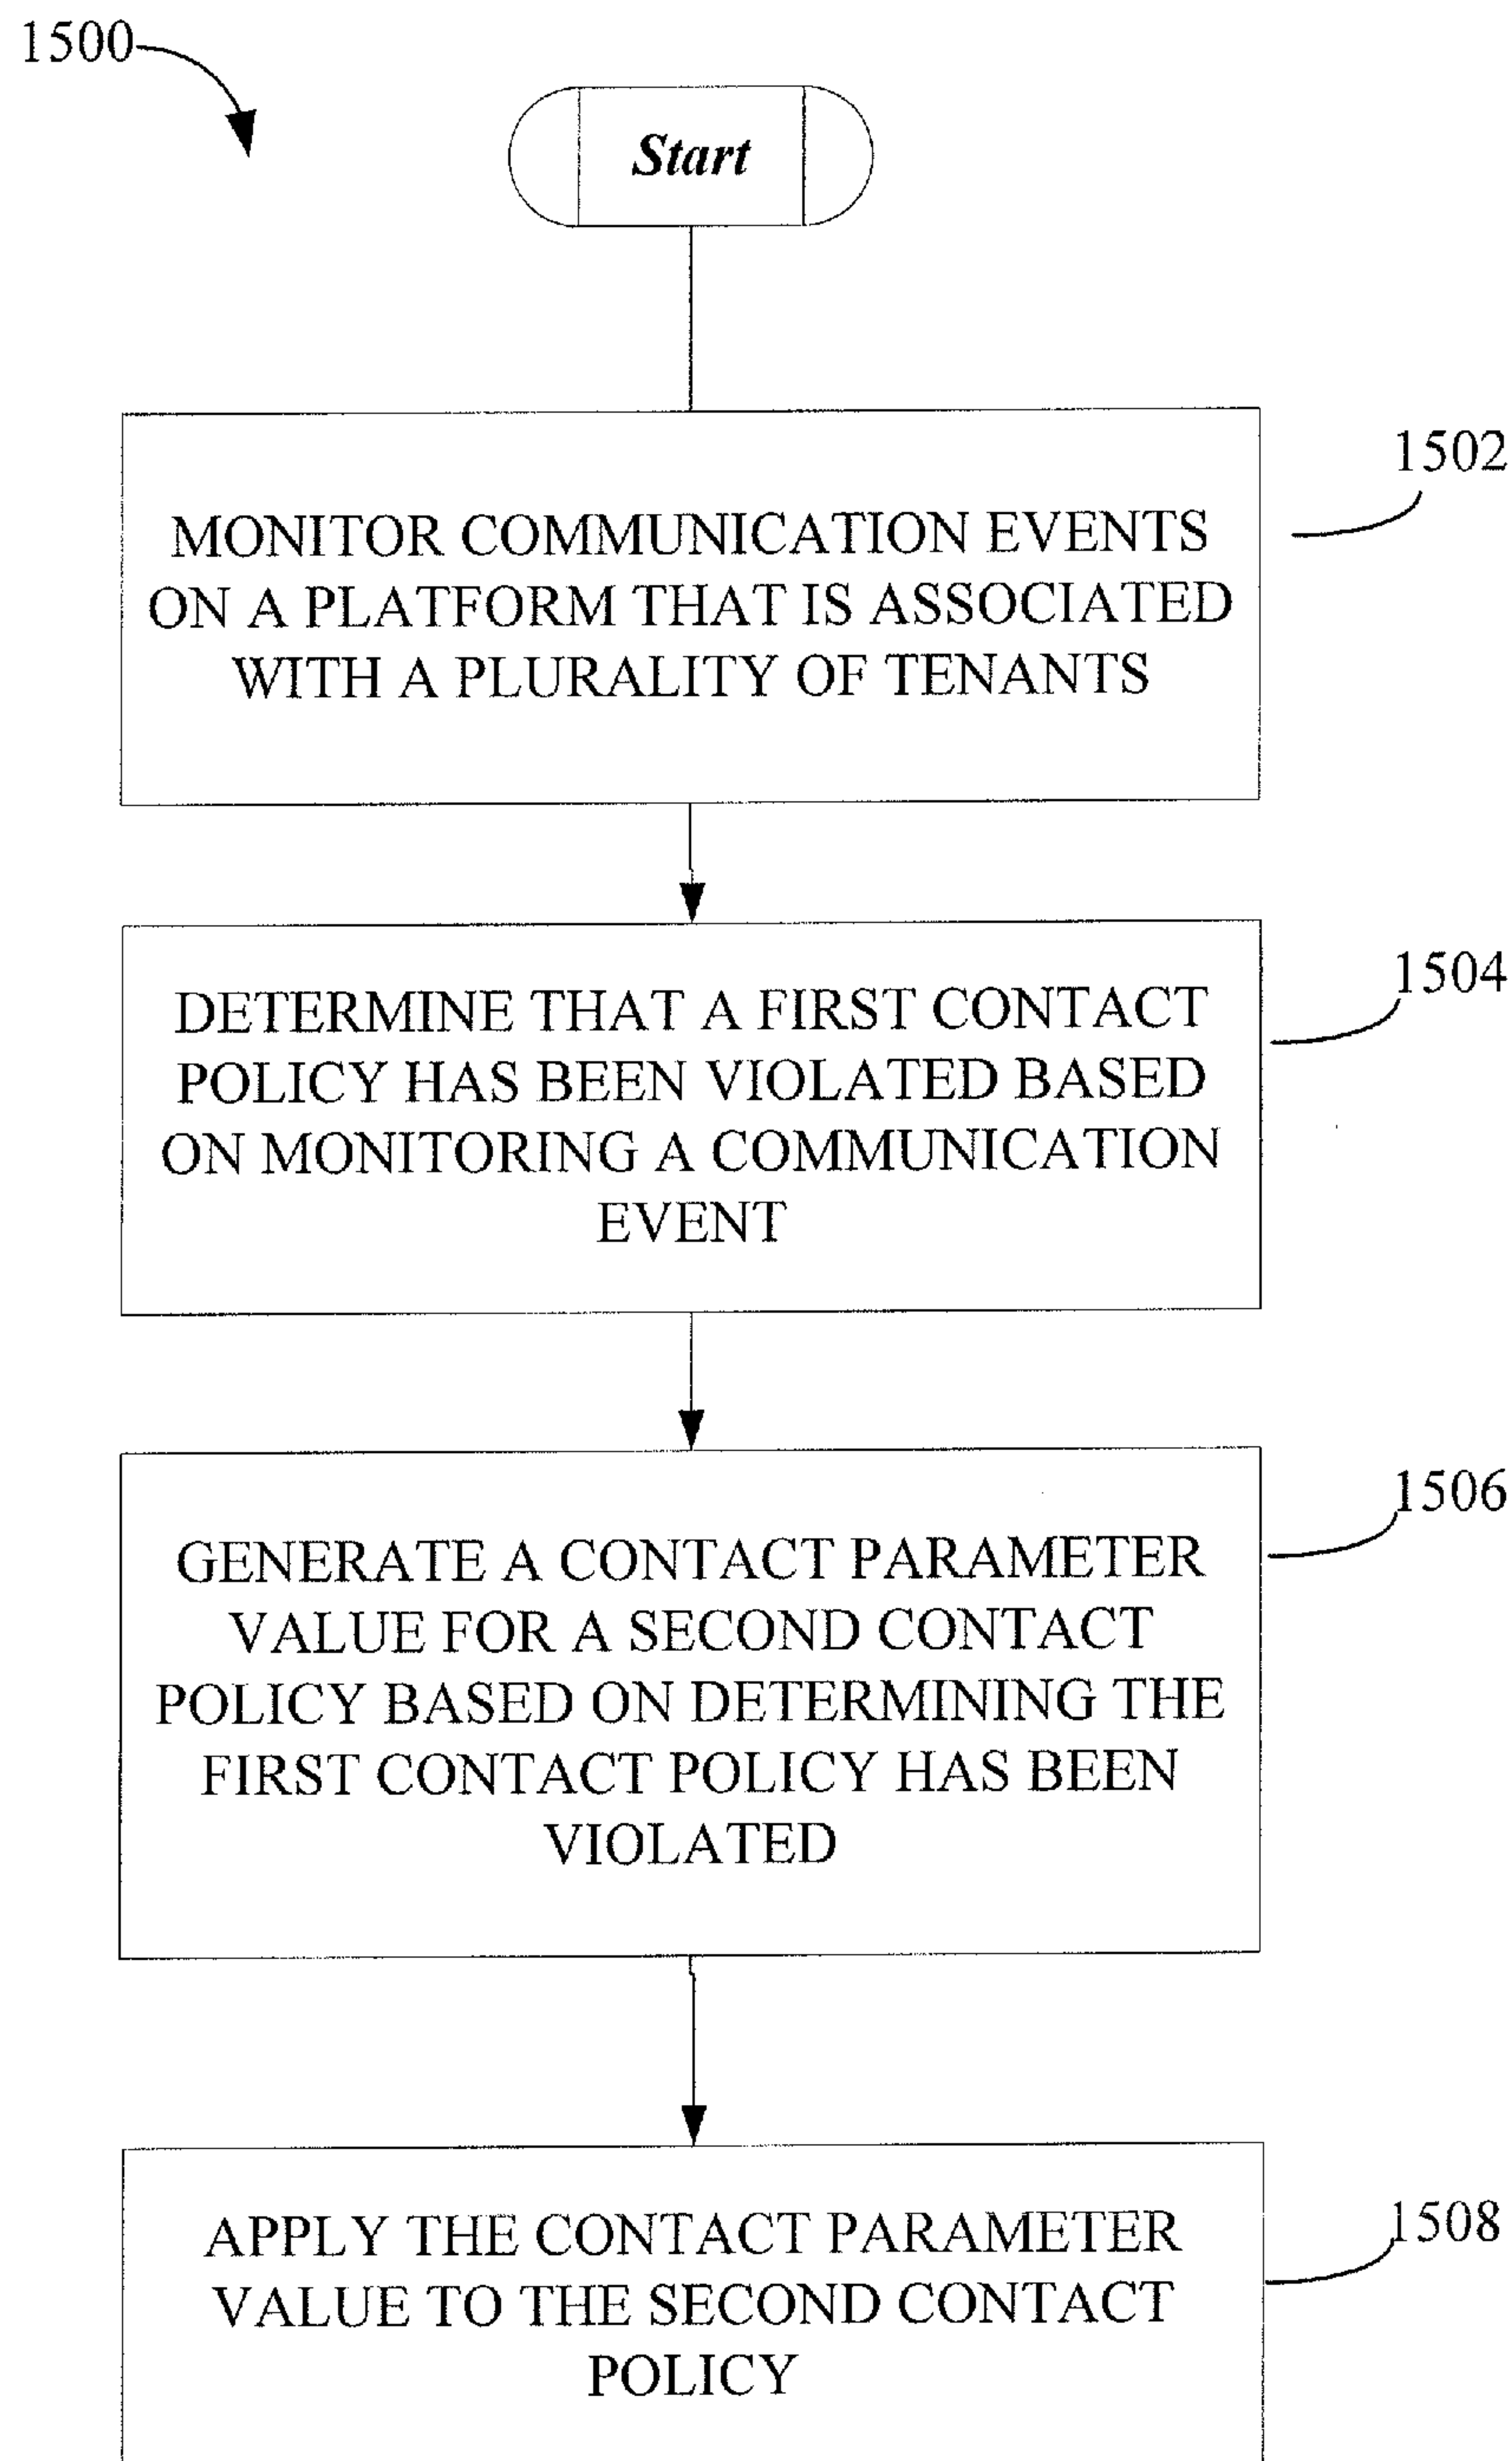 1500
Start
1502
MONITOR COMMUNICATION EVENTS
ON A PLATFORM THAT IS ASSOCIATED
WITH A PLURALITY OF TENANTS
1504
DETERMINE THAT A FIRST CONTACT
POLICY HAS BEEN VIOLATED BASED
ON MONITORING A COMMUNICATION
EVENT
1506
GENERATE A CONTACT PARAMETER
VALUE FOR A SECOND CONTACT
POLICY BASED ON DETERMINING THE
FIRST CONTACT POLICY HAS BEEN
VIOLATED
1508
APPLY THE CONTACT PARAMETER
VALUE TO THE SECOND CONTACT
POLICY